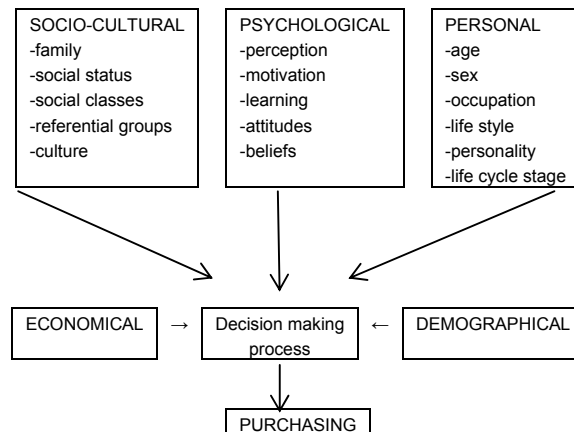 SOCIO-CULTURAL
-family
-social status
-social classes
-referential groups
-culture
PSYCHOLOGICAL
-perception
-motivation
-learning
-attitudes
-beliefs
PERSONAL
-age
-sex
-occupation
-life style
-personality
-life cycle stage
ECONOMICAL
→
Decision making
process
←
DEMOGRAPHICAL
PURCHASING